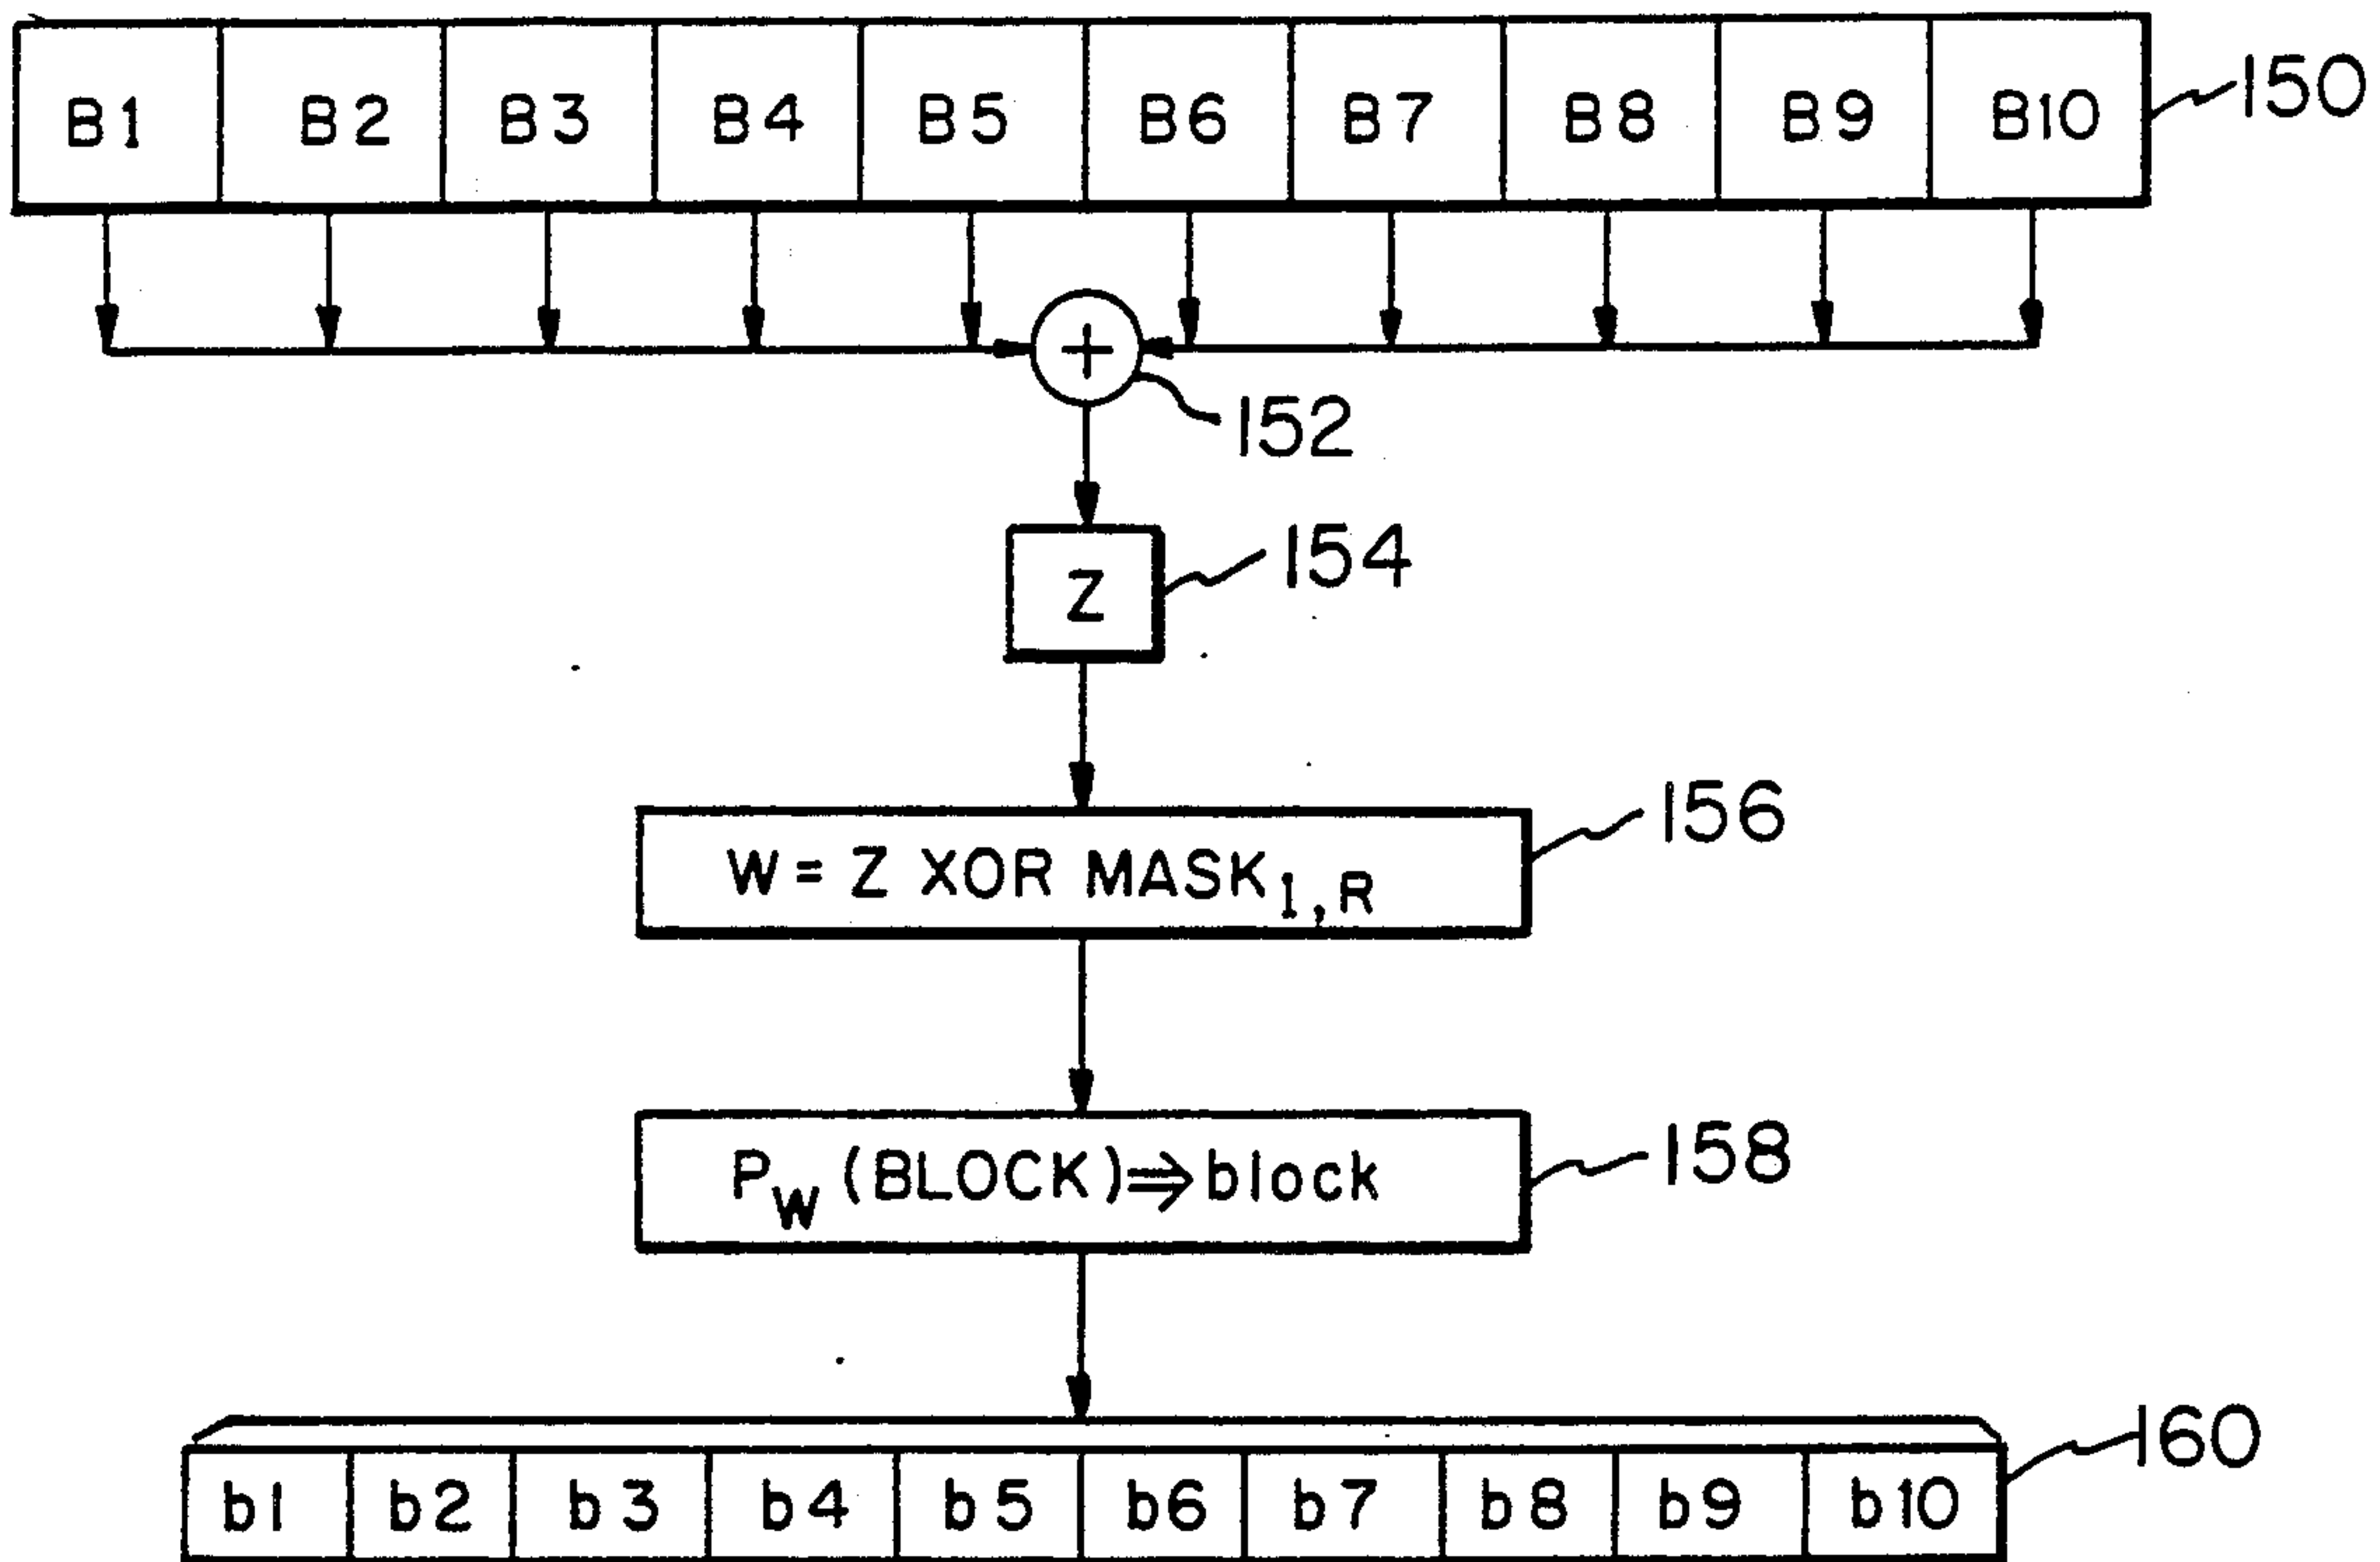 B1 B2 B3 B4 B5 B6 B7 B8 B9 B10 150
+
152
Z 154
156
W = Z XOR MASK1,R
158
PW (BLOCK)⇒block
160
b1 b2 b3 b4 b5 b6 b7 b8 b9 b10